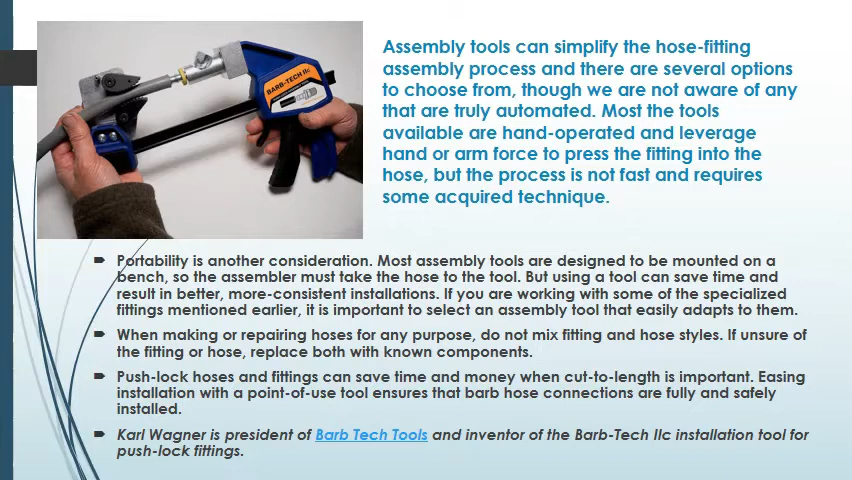 BARB-TECH llc
Assembly tools can simplify the hose-fitting
assembly process and there are several options
to choose from, though we are not aware of any
that are truly automated. Most the tools
available are hand-operated and leverage
hand or arm force to press the fitting into the
hose, but the process is not fast and requires
some acquired technique.
Portability is another consideration. Most assembly tools are designed to be mounted on a
bench, so the assembler must take the hose to the tool. But using a tool can save time and
result in better, more-consistent installations. If you are working with some of the specialized
fittings mentioned earlier, it is important to select an assembly tool that easily adapts to them.
When making or repairing hoses for any purpose, do not mix fitting and hose styles. If unsure of
the fitting or hose, replace both with known components.
Push-lock hoses and fittings can save time and money when cut-to-length is important. Easing
installation with a point-of-use tool ensures that barb hose connections are fully and safely
installed.
Karl Wagner is president of Barb Tech Tools and inventor of the Barb-Tech llc installation tool for
push-lock fittings.